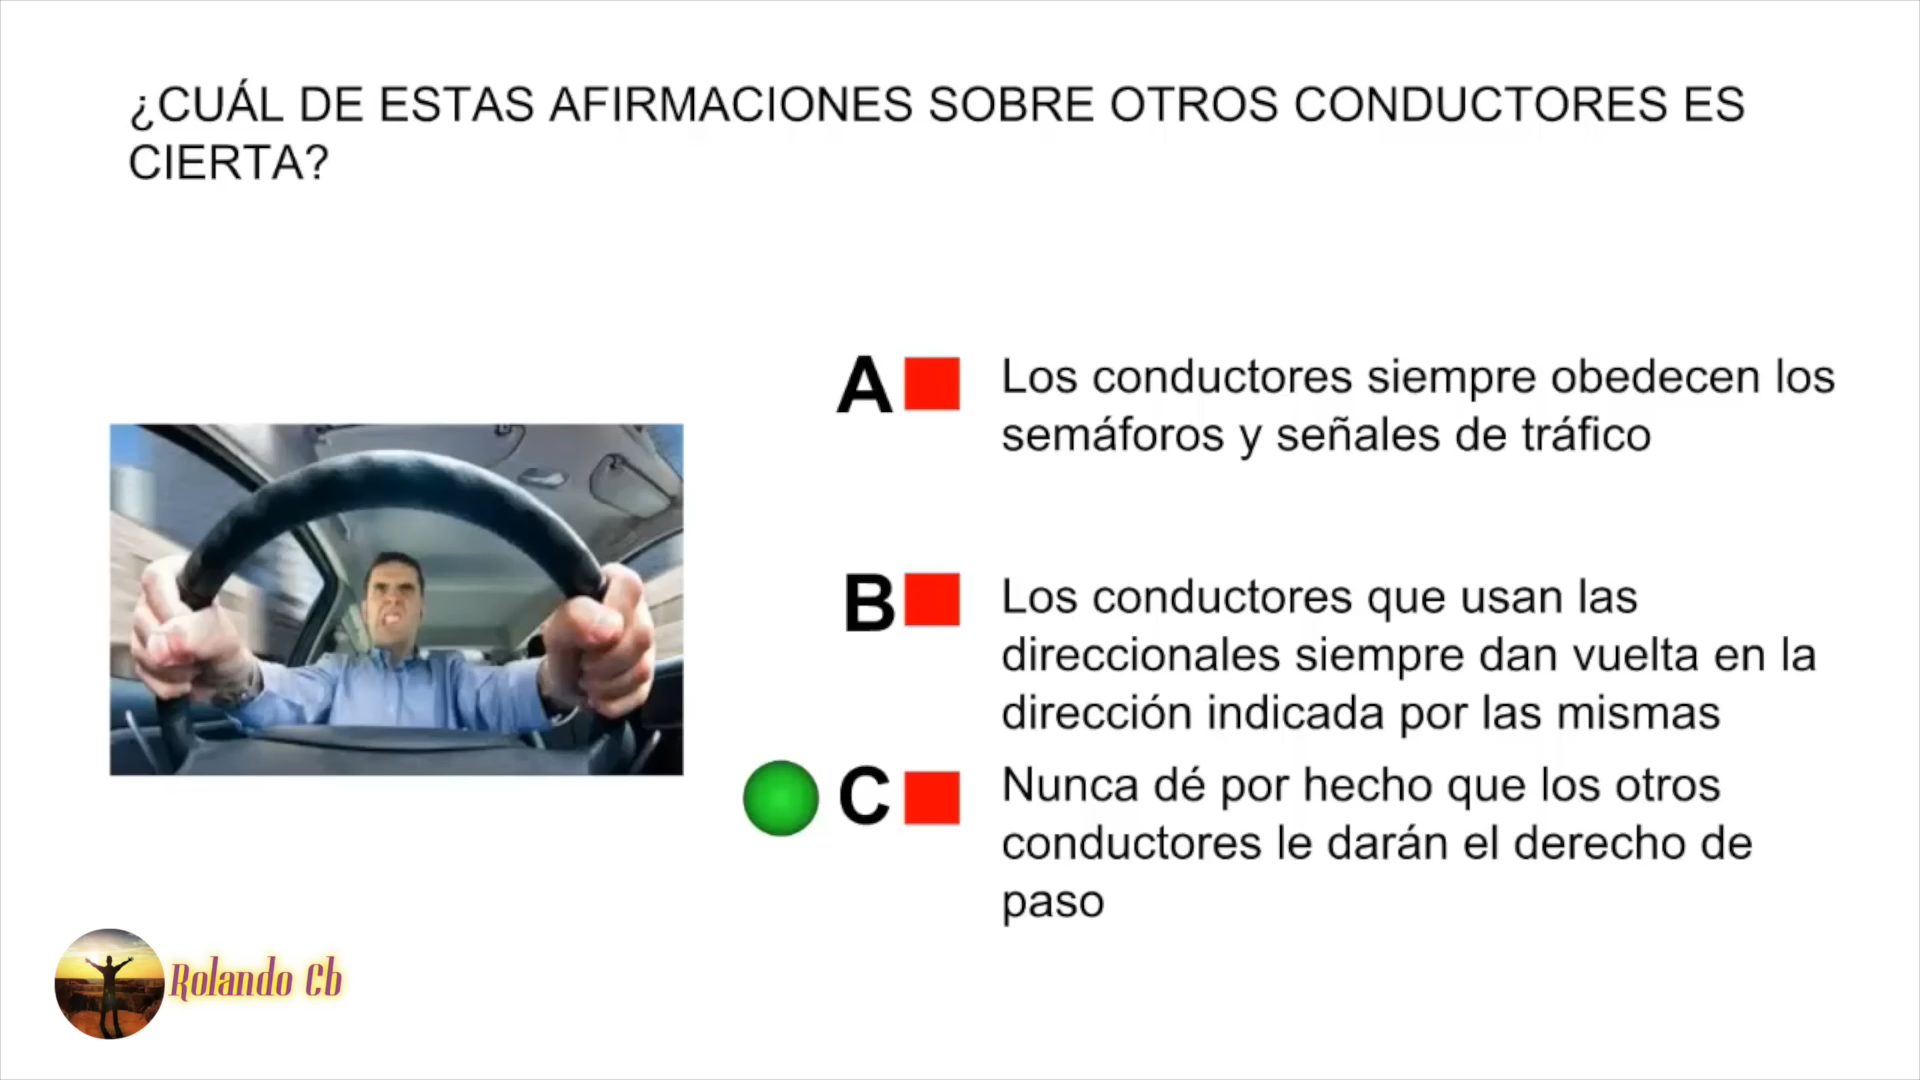 ¿CUÁL DE ESTAS AFIRMACIONES SOBRE OTROS CONDUCTORES ES
CIERTA?
A Los conductores siempre obedecen los
semáforos y señales de tráfico
B Los conductores que usan las
direccionales siempre dan vuelta en la
dirección indicada por las mismas
C Nunca dé por hecho que los otros
conductores le darán el derecho de
paso
Rolando Cb